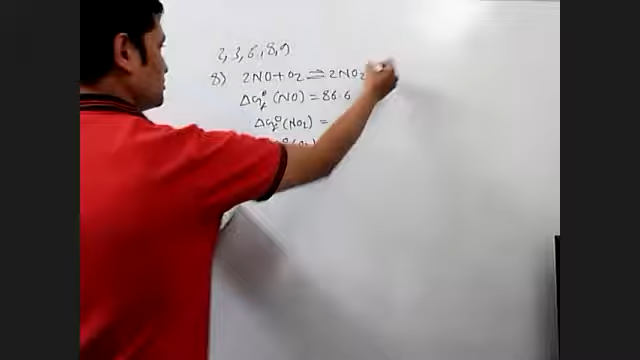 2,3,6,8,9
8) 2NO+O₂ ⇌ 2NO₂
ΔG°f (NO) = 86.6
ΔG°f (NO₂) =